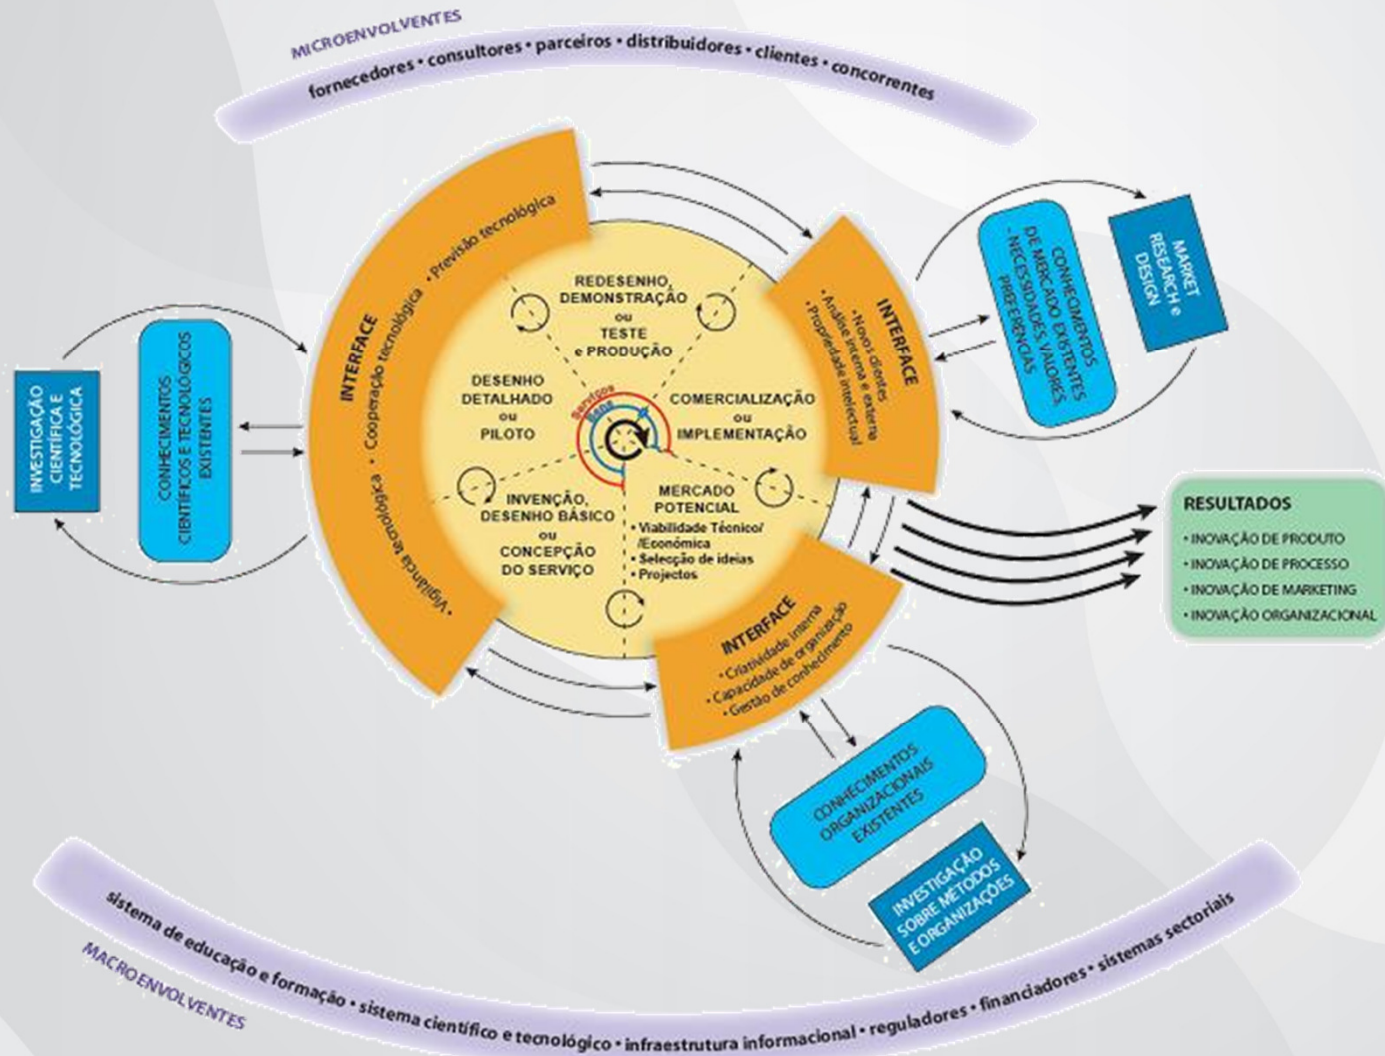 MICROENVOLVENTES
fornecedores • consultores • parceiros • distribuidores • clientes • concorrentes
INTERFACE
• Vigilância tecnológica • Cooperação tecnológica • Previsão tecnológica
REDESENHO,
DEMONSTRAÇÃO
ou
TESTE
e PRODUÇÃO
DESENHO
DETALHADO
ou
PILOTO
Serviços
Bens
COMERCIALIZAÇÃO
ou
IMPLEMENTAÇÃO
INVENÇÃO,
DESENHO BÁSICO
ou
CONCEPÇÃO
DO SERVIÇO
MERCADO
POTENCIAL
• Viabilidade Técnico/
/Económica
• Selecção de ideias
• Projectos
INTERFACE
• Novos clientes
• Análise interna e externa
• Propriedade intelectual
CONHECIMENTOS
DE MERCADO EXISTENTES
- NECESSIDADES, VALORES,
PREFERÊNCIAS
MARKET
RESEARCH e
DESIGN
INVESTIGAÇÃO
CIENTÍFICA E
TECNOLÓGICA
CONHECIMENTOS
CIENTÍFICOS E TECNOLÓGICOS
EXISTENTES
RESULTADOS
• INOVAÇÃO DE PRODUTO
• INOVAÇÃO DE PROCESSO
• INOVAÇÃO DE MARKETING
• INOVAÇÃO ORGANIZACIONAL
INTERFACE
• Criatividade interna
• Capacidade de organização
• Gestão de conhecimento
CONHECIMENTOS
ORGANIZACIONAIS
EXISTENTES
INVESTIGAÇÃO
SOBRE MÉTODOS
E ORGANIZAÇÕES
sistema de educação e formação • sistema científico e tecnológico • infraestrutura informacional • reguladores • financiadores • sistemas sectoriais
MACROENVOLVENTES